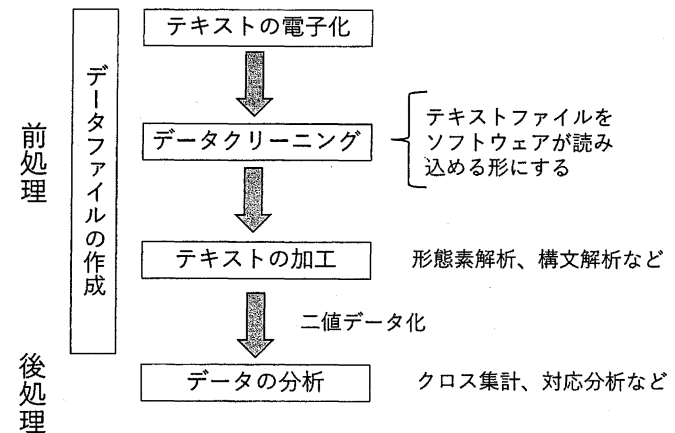 テキストの電子化
データファイルの作成
前処理
データクリーニング
テキストファイルを
ソフトウェアが読み
込める形にする
テキストの加工
形態素解析、構文解析など
二値データ化
後処理
データの分析
クロス集計、対応分析など